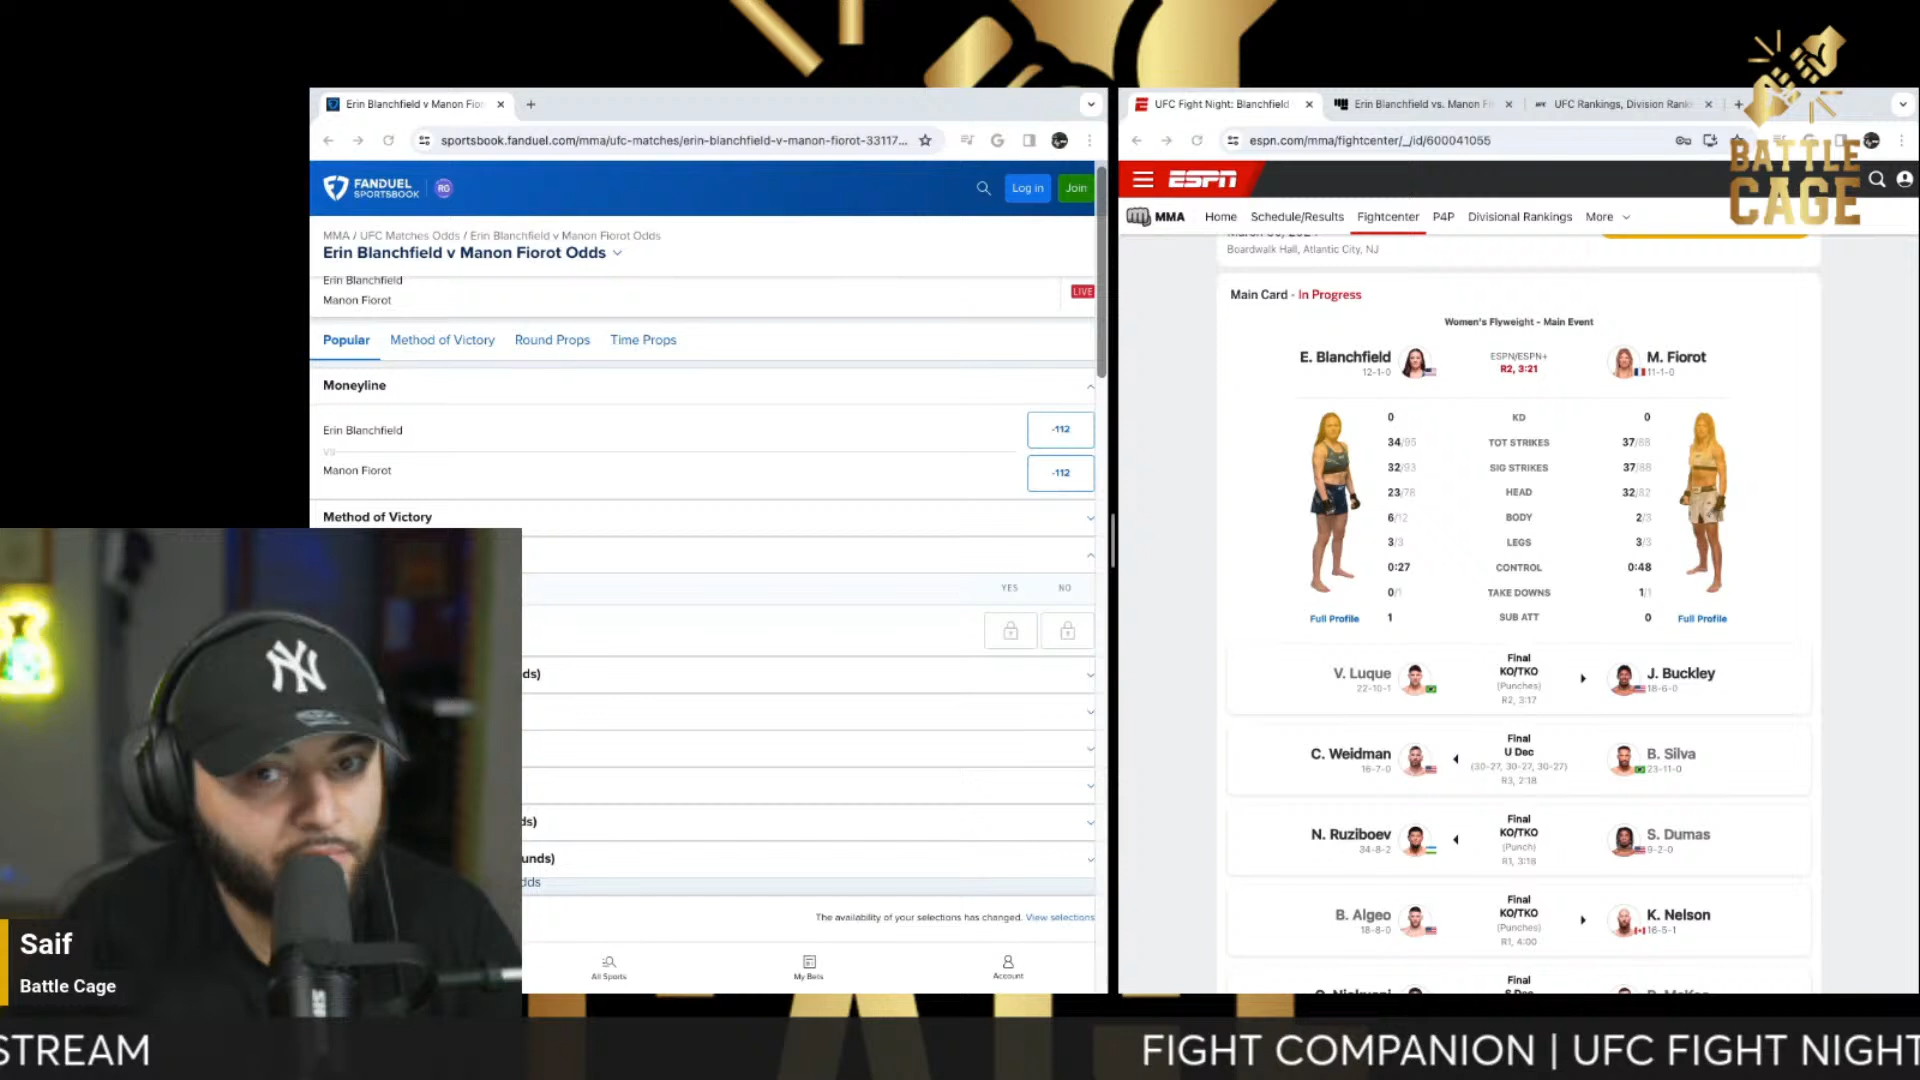 Erin Blanchfield v Manon Fior
sportsbook.fanduel.com/mma/ufc-matches/erin-blanchfield-v-manon-fiorot-33117...
FANDUEL
SPORTSBOOK
RG
Log in
Join
MMA / UFC Matches Odds / Erin Blanchfield v Manon Fiorot Odds
Erin Blanchfield v Manon Fiorot Odds
Erin Blanchfield
Manon Fiorot
LIVE
Popular
Method of Victory
Round Props
Time Props
Moneyline
Erin Blanchfield
-112
VS
Manon Fiorot
-112
Method of Victory
YES
NO
ds)
ds)
unds)
dds
The availability of your selections has changed. View selections
All Sports
My Bets
Account
UFC Fight Night: Blanchfield
Erin Blanchfield vs. Manon Fi
UFC Rankings, Division Ranki
espn.com/mma/fightcenter/_/id/600041055
BATTLE
CAGE
ESPN
MMA
Home
Schedule/Results
Fightcenter
P4P
Divisional Rankings
More
Boardwalk Hall, Atlantic City, NJ
Main Card - In Progress
Women's Flyweight - Main Event
E. Blanchfield
12-1-0
ESPN/ESPN+
R2, 3:21
M. Fiorot
11-1-0
0 KD 0
34/95 TOT STRIKES 37/88
32/93 SIG STRIKES 37/88
23/78 HEAD 32/82
6/12 BODY 2/3
3/3 LEGS 3/3
0:27 CONTROL 0:48
0/1 TAKE DOWNS 1/1
Full Profile 1 SUB ATT 0 Full Profile
V. Luque
22-10-1
Final
KO/TKO
(Punches)
R2, 3:17
J. Buckley
18-6-0
C. Weidman
16-7-0
Final
U Dec
(30-27, 30-27, 30-27)
R3, 2:18
B. Silva
23-11-0
N. Ruziboev
34-8-2
Final
KO/TKO
(Punch)
R1, 3:18
S. Dumas
9-2-0
B. Algeo
18-8-0
Final
KO/TKO
(Punches)
R1, 4:00
K. Nelson
16-5-1
Final
NY
Saif
Battle Cage
STREAM
FIGHT COMPANION | UFC FIGHT NIGHT